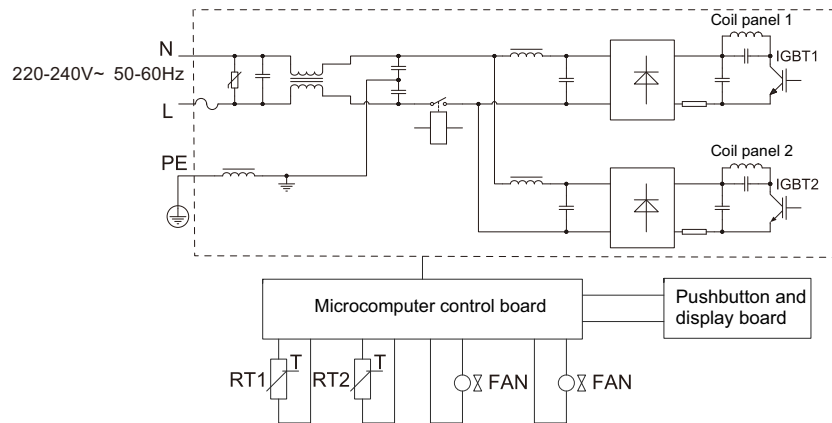 Coil panel 1
N
IGBT1
220-240V~ 50-60Hz
L
PE
Coil panel 2
IGBT2
Microcomputer control board
Pushbutton and
display board
T
T
RT1
RT2
FAN
FAN